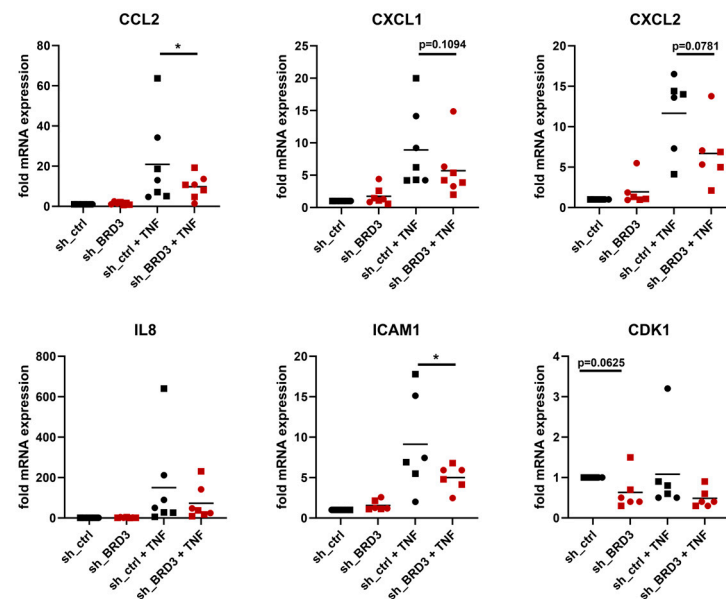 CCL2
fold mRNA expression
80
60
40
20
0
*
sh_ctrl
sh_BRD3
sh_ctrl + TNF
sh_BRD3 + TNF
CXCL1
fold mRNA expression
25
20
15
10
5
0
p=0.1094
sh_ctrl
sh_BRD3
sh_ctrl + TNF
sh_BRD3 + TNF
CXCL2
fold mRNA expression
20
15
10
5
0
p=0.0781
sh_ctrl
sh_BRD3
sh_ctrl + TNF
sh_BRD3 + TNF
IL8
fold mRNA expression
800
600
400
200
0
sh_ctrl
sh_BRD3
sh_ctrl + TNF
sh_BRD3 + TNF
ICAM1
fold mRNA expression
20
15
10
5
0
*
sh_ctrl
sh_BRD3
sh_ctrl + TNF
sh_BRD3 + TNF
CDK1
fold mRNA expression
4
3
2
1
0
p=0.0625
sh_ctrl
sh_BRD3
sh_ctrl + TNF
sh_BRD3 + TNF